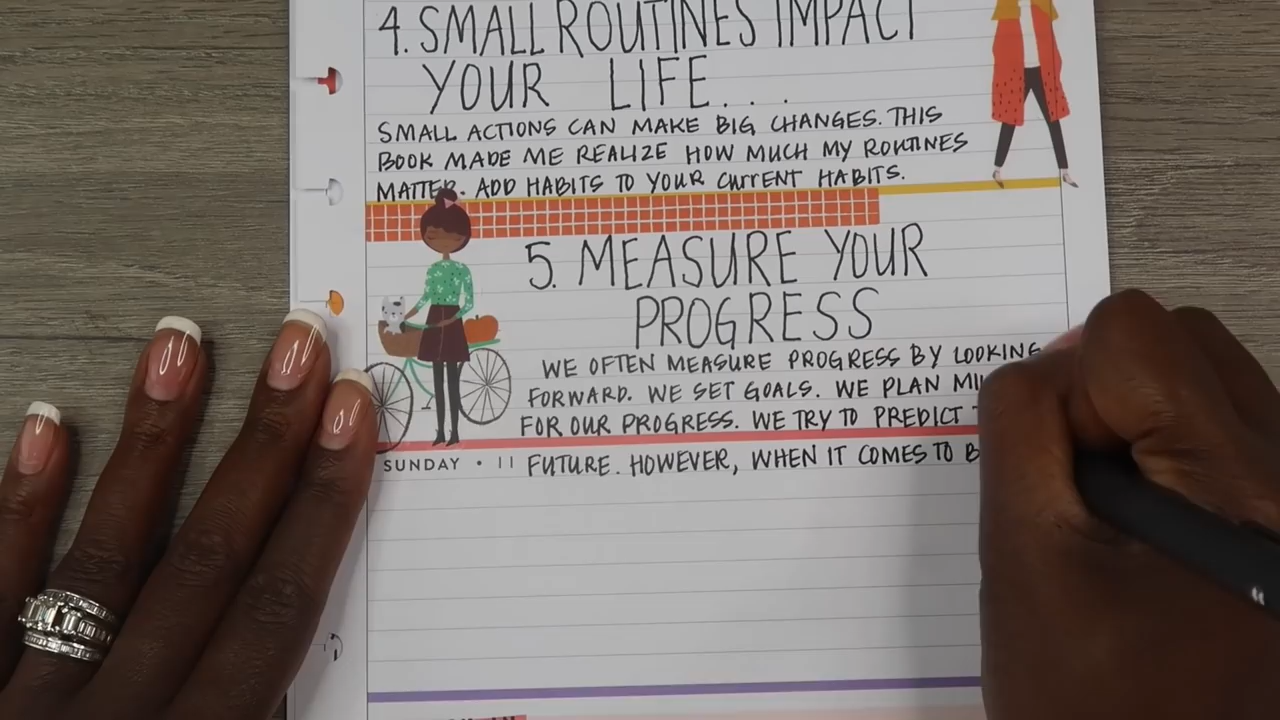 4. SMALL ROUTINES IMPACT
YOUR LIFE...
SMALL ACTIONS CAN MAKE BIG CHANGES. THIS
BOOK MADE ME REALIZE HOW MUCH MY ROUTINES
MATTER. ADD HABITS TO YOUR CURRENT HABITS.
5. MEASURE YOUR
PROGRESS
WE OFTEN MEASURE PROGRESS BY LOOKING
FORWARD. WE SET GOALS. WE PLAN
FOR OUR PROGRESS. WE TRY TO PREDICT
SUNDAY • 11 FUTURE. HOWEVER, WHEN IT COMES TO